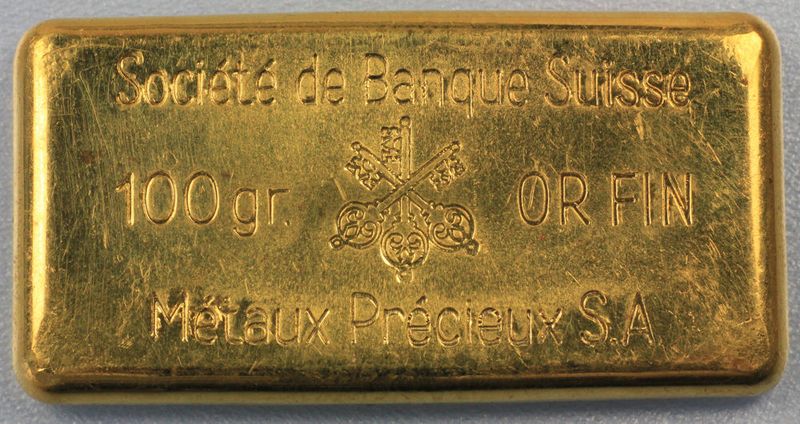 Société de Banque Suisse
100 gr. OR FIN
Métaux Précieux S.A